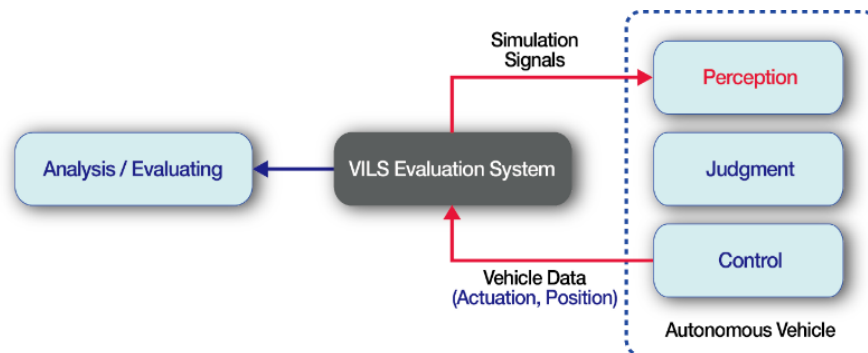 Simulation
Signals
Perception
Analysis / Evaluating
VILS Evaluation System
Judgment
Control
Vehicle Data
(Actuation, Position)
Autonomous Vehicle